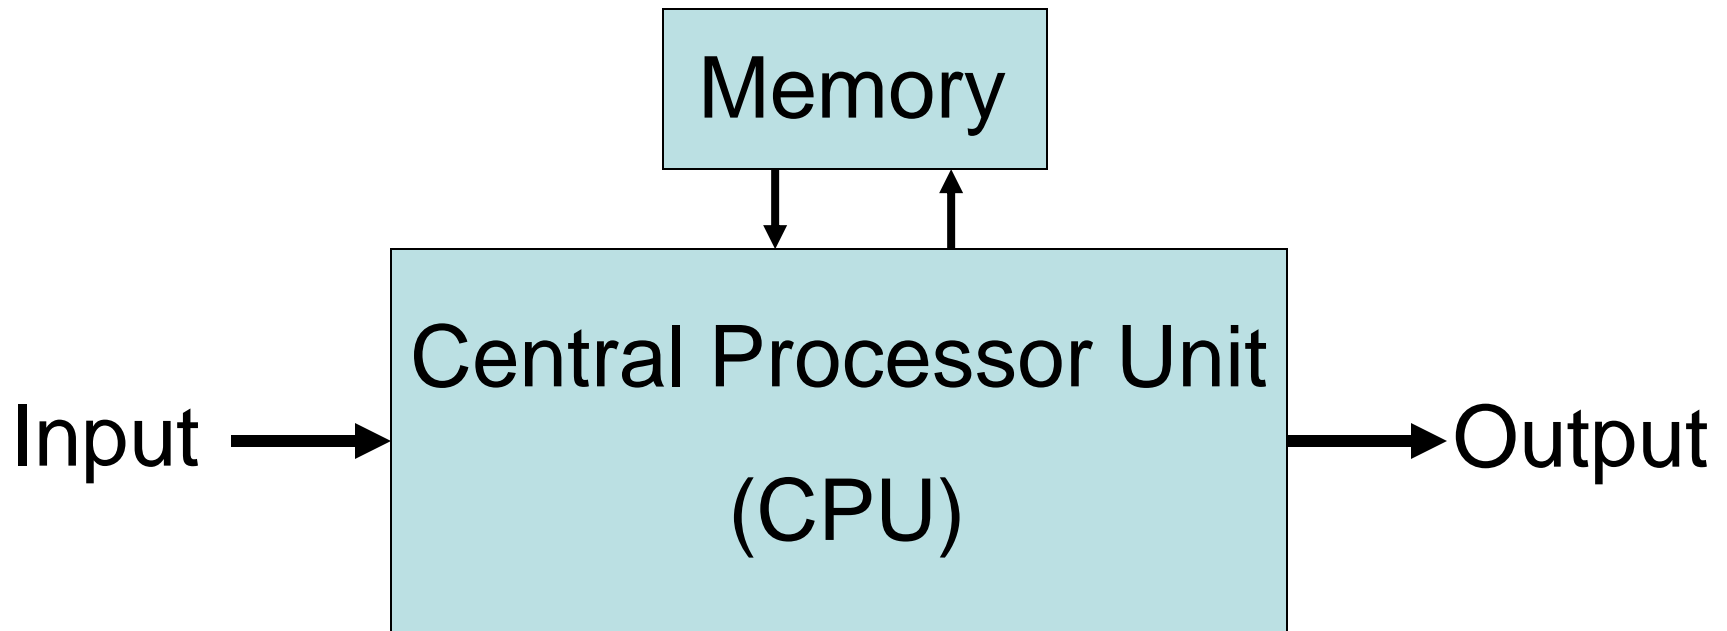 Memory
Central Processor Unit
Input
Output
(CPU)